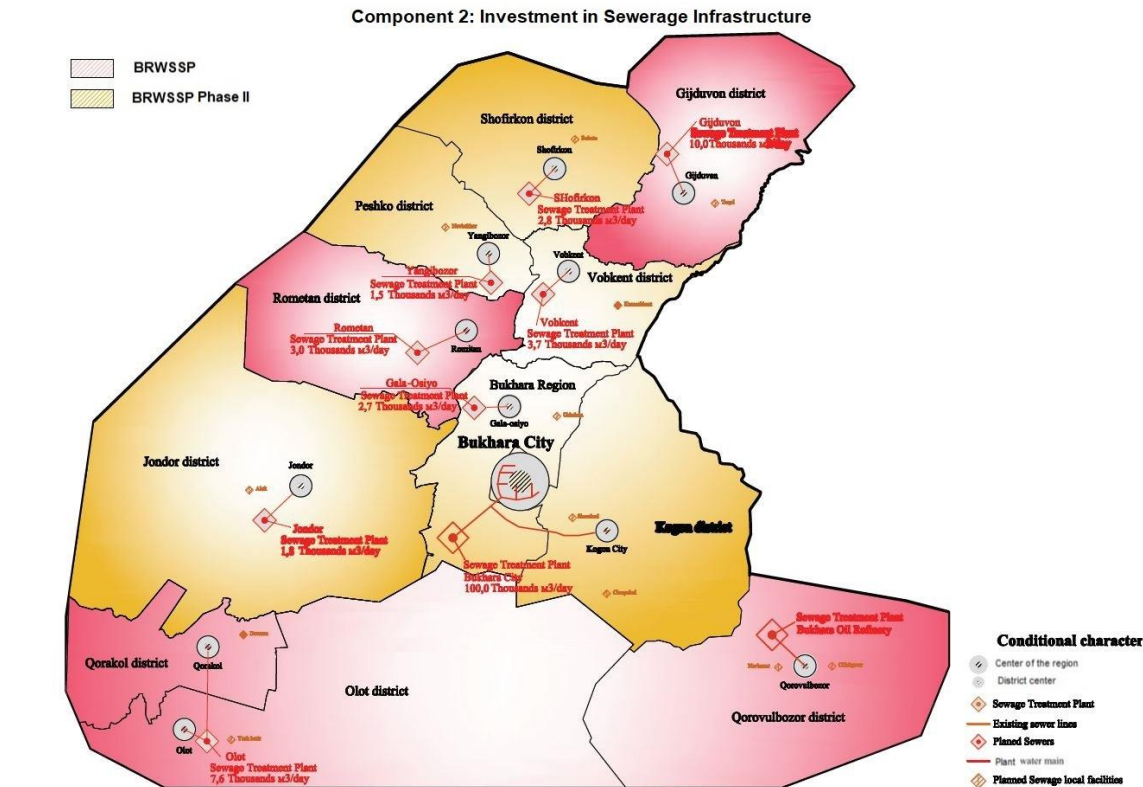 Component 2: Investment in Sewerage Infrastructure
BRWSSP
BRWSSP Phase II
Gijduvon district
Gijduvon
Sewage Treatment Plant
10,0 Thousands м3/day
Gijduvon
Shofirkon district
Shofirkon
SHofirkon
Sewage Treatment Plant
2,8 Thousands м3/day
Peshko district
Yangibozor
Yangibozor
Sewage Treatment Plant
1,5 Thousands м3/day
Vobkent
Vobkent district
Vobkent
Sewage Treatment Plant
3,7 Thousands м3/day
Rometan district
Rometan
Sewage Treatment Plant
3,0 Thousands м3/day
Romitan
Gala-Osiyo
Sewage Treatment Plant
2,7 Thousands м3/day
Bukhara Region
Gala-osiyo
Bukhara City
Jondor district
Jondor
Jondor
Sewage Treatment Plant
1,8 Thousands м3/day
Kogon district
Kogon City
Sewage Treatment Plant
Bukhara City
100,0 Thousands м3/day
Sewage Treatment Plant
Bukhara Oil Refinery
Qorovulbozor
Qorovulbozor district
Qorakol district
Qorakol
Olot district
Olot
Olot
Sewage Treatment Plant
7,6 Thousands м3/day
Conditional character
Center of the region
District center
Sewage Treatment Plant
Existing sewer lines
Planed Sewers
Plant water main
Planned Sewage local facilities